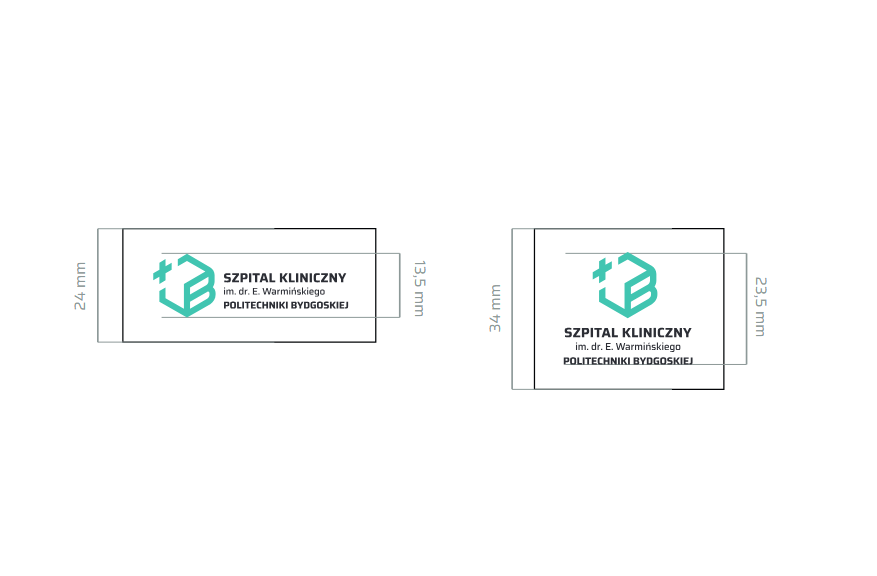 24 mm
SZPITAL KLINICZNY
im. dr. E. Warmińskiego
POLITECHNIKI BYDGOSKIEJ
13,5 mm
34 mm
SZPITAL KLINICZNY
im. dr. E. Warmińskiego
POLITECHNIKI BYDGOSKIEJ
23,5 mm